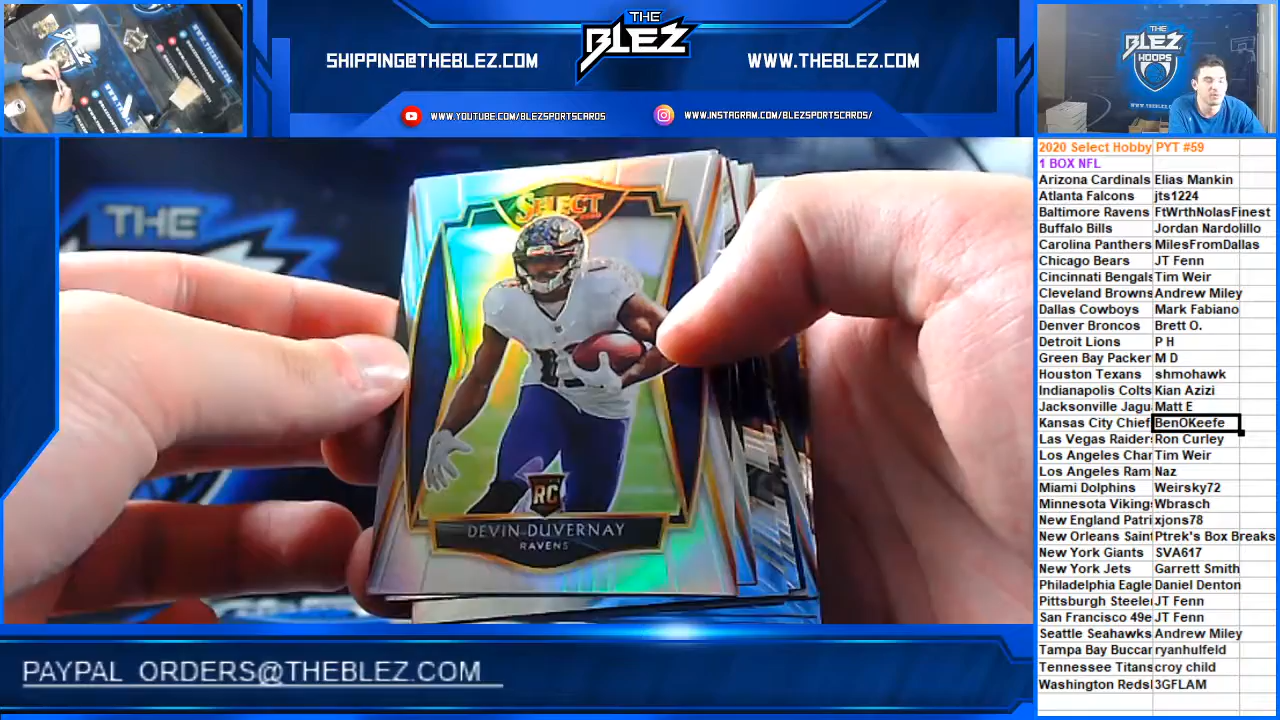 THE
BLEZ
SHIPPING@THEBLEZ.COM
WWW.THEBLEZ.COM
WWW.YOUTUBE.COM/BLEZSPORTSCARDS
WWW.INSTAGRAM.COM/BLEZSPORTSCARDS/
THE
BLEZ
HOOPS
THE
SELECT
RC
DEVIN DUVERNAY
RAVENS
PAYPAL_ORDERS@THEBLEZ.COM
2020 Select Hobby PYT #59
1 BOX NFL
Arizona Cardinals Elias Mankin
Atlanta Falcons jts1224
Baltimore Ravens FtWrthNolasFinest
Buffalo Bills Jordan Nardolillo
Carolina Panthers MilesFromDallas
Chicago Bears JT Fenn
Cincinnati Bengals Tim Weir
Cleveland Browns Andrew Miley
Dallas Cowboys Mark Fabiano
Denver Broncos Brett O.
Detroit Lions P H
Green Bay Packer M D
Houston Texans shmohawk
Indianapolis Colts Kian Azizi
Jacksonville Jagu Matt E
Kansas City Chief BenOKeefe
Las Vegas Raiders Ron Curley
Los Angeles Char Tim Weir
Los Angeles Ram Naz
Miami Dolphins Weirsky72
Minnesota Viking Wbrasch
New England Patri xjons78
New Orleans Saint Ptrek's Box Breaks
New York Giants SVA617
New York Jets Garrett Smith
Philadelphia Eagle Daniel Denton
Pittsburgh Steele JT Fenn
San Francisco 49e JT Fenn
Seattle Seahawks Andrew Miley
Tampa Bay Buccar ryanhulfeld
Tennessee Titans croy child
Washington Reds 3GFLAM